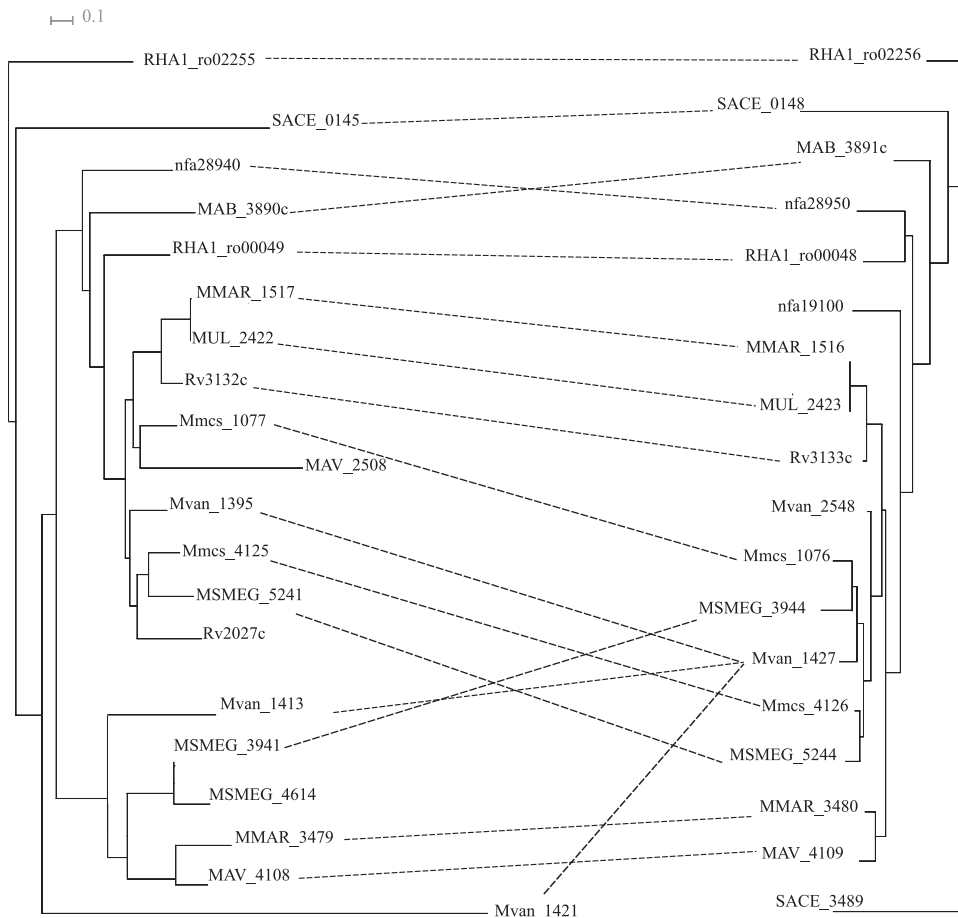 0.1
RHA1_ro02255 RHA1_ro02256
SACE_0145 SACE_0148
MAB_3891c
nfa28940
MAB_3890c nfa28950
RHA1_ro00049 RHA1_ro00048
MMAR_1517 nfa19100
MUL_2422 MMAR_1516
Rv3132c
MUL_2423
Mmcs_1077
MAV_2508 Rv3133c
Mvan_1395 Mvan_2548
Mmcs_4125 Mmcs_1076
MSMEG_5241 MSMEG_3944
Rv2027c
Mvan_1427
Mvan_1413 Mmcs_4126
MSMEG_3941 MSMEG_5244
MSMEG_4614 MMAR_3480
MMAR_3479
MAV_4109
MAV_4108
Mvan_1421 SACE_3489